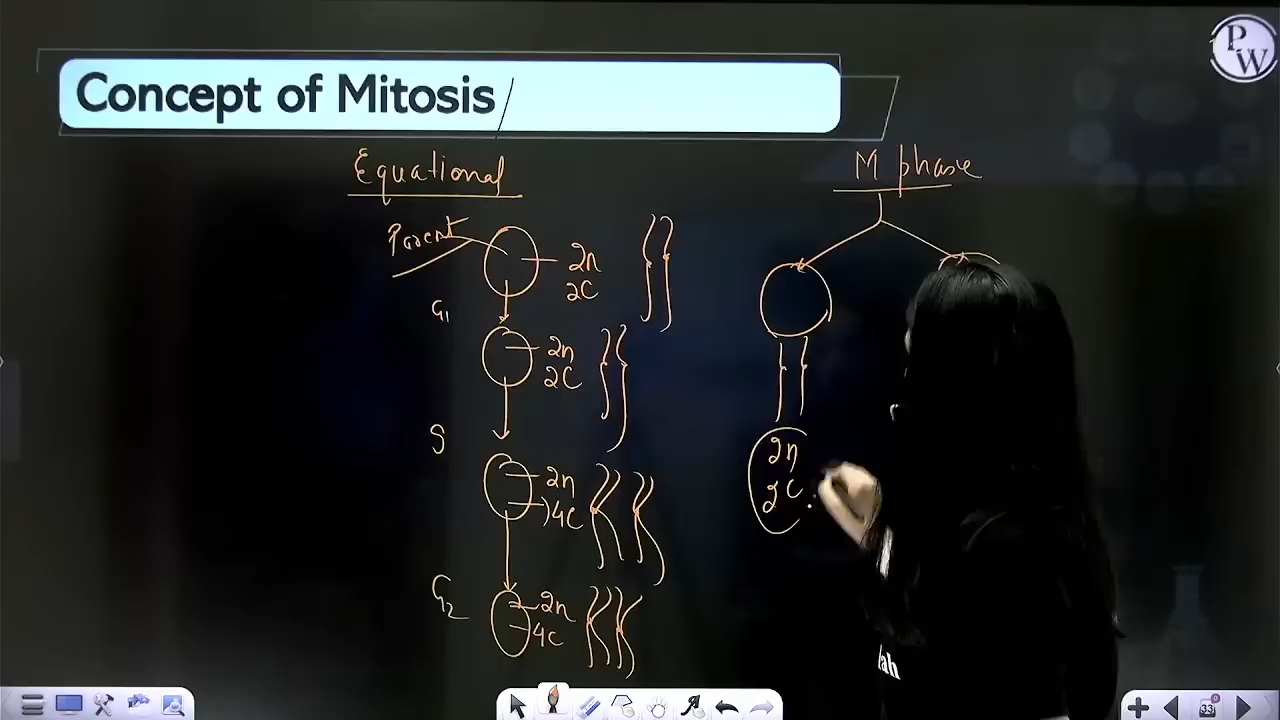 PW
Concept of Mitosis
Equational
M phase
Parent
2n
2C
G1
2n
2C
S
2n
4C
G2
2n
4C
2n
2C
33